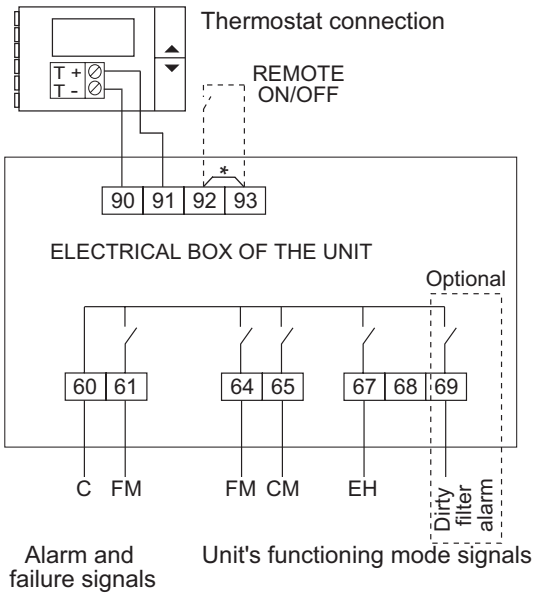 Thermostat connection
T +
T -
REMOTE
ON/OFF
*
90 91 92 93
ELECTRICAL BOX OF THE UNIT
Optional
60 61 64 65 67 68 69
C FM FM CM EH
Dirty
filter
alarm
Alarm and
failure signals
Unit's functioning mode signals